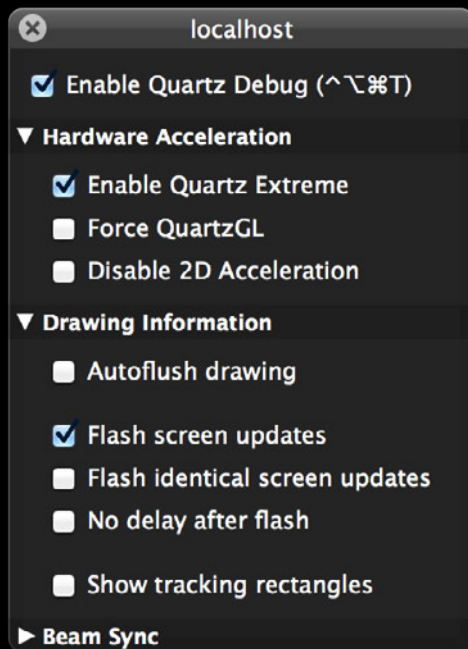 localhost
Enable Quartz Debug (^⌥⌘T)
Hardware Acceleration
Enable Quartz Extreme
Force QuartzGL
Disable 2D Acceleration
Drawing Information
Autoflush drawing
Flash screen updates
Flash identical screen updates
No delay after flash
Show tracking rectangles
Beam Sync